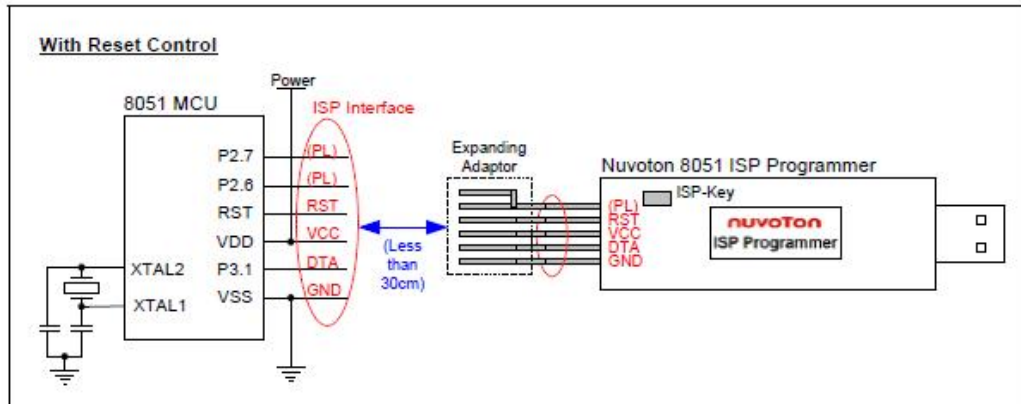 With Reset Control
Power
8051 MCU
ISP Interface
P2.7
(PL)
P2.6
(PL)
RST
RST
VDD
VCC
XTAL2
P3.1
DTA
XTAL1
VSS
GND
(Less
than
30cm)
Expanding
Adaptor
Nuvoton 8051 ISP Programmer
ISP-Key
(PL)
RST
VCC
DTA
GND
nuvoTon
ISP Programmer